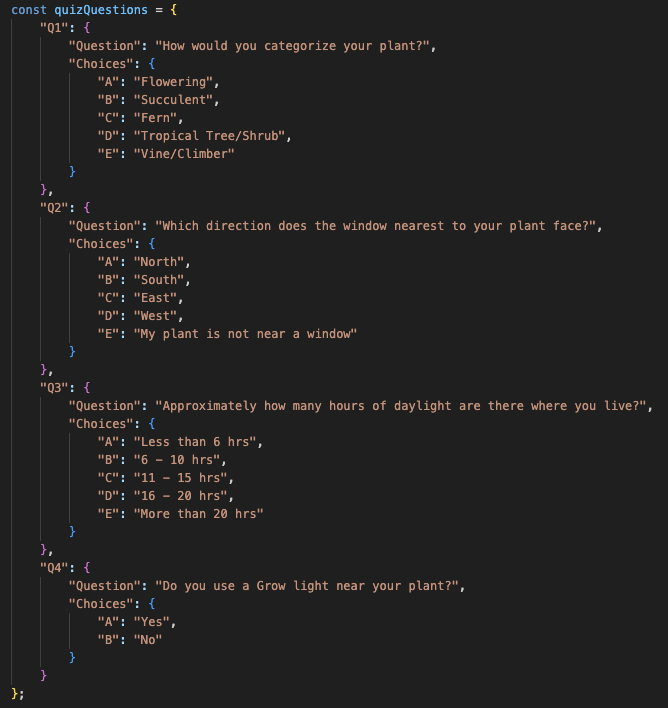 const quizQuestions = {
    "Q1": {
        "Question": "How would you categorize your plant?",
        "Choices": {
            "A": "Flowering",
            "B": "Succulent",
            "C": "Fern",
            "D": "Tropical Tree/Shrub",
            "E": "Vine/Climber"
        }
    },
    "Q2": {
        "Question": "Which direction does the window nearest to your plant face?",
        "Choices": {
            "A": "North",
            "B": "South",
            "C": "East",
            "D": "West",
            "E": "My plant is not near a window"
        }
    },
    "Q3": {
        "Question": "Approximately how many hours of daylight are there where you live?",
        "Choices": {
            "A": "Less than 6 hrs",
            "B": "6 – 10 hrs",
            "C": "11 – 15 hrs",
            "D": "16 – 20 hrs",
            "E": "More than 20 hrs"
        }
    },
    "Q4": {
        "Question": "Do you use a Grow light near your plant?",
        "Choices": {
            "A": "Yes",
            "B": "No"
        }
    }
};